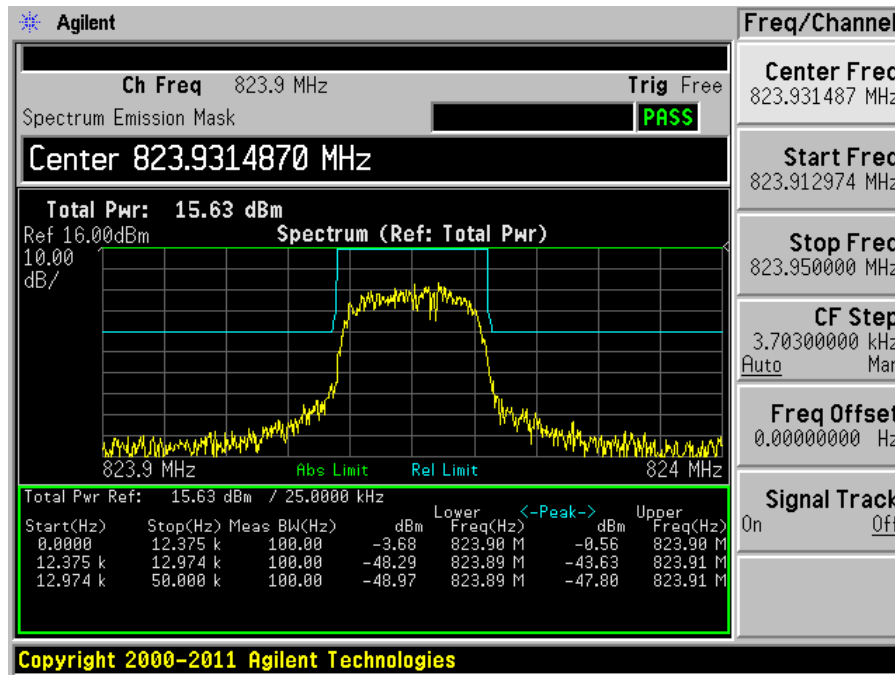 Agilent
Freq/Channel
Ch Freq 823.9 MHz Trig Free
Spectrum Emission Mask PASS
Center 823.9314870 MHz
Total Pwr: 15.63 dBm
Ref 16.00dBm Spectrum (Ref: Total Pwr)
10.00
dB/
823.9 MHz Abs Limit Rel Limit 824 MHz
Total Pwr Ref: 15.63 dBm / 25.0000 kHz
Lower <-Peak-> Upper
Start(Hz) Stop(Hz) Meas BW(Hz) dBm Freq(Hz) dBm Freq(Hz)
0.0000 12.375 k 100.00 -3.68 823.90 M -0.56 823.90 M
12.375 k 12.974 k 100.00 -48.29 823.89 M -43.63 823.91 M
12.974 k 50.000 k 100.00 -48.97 823.89 M -47.80 823.91 M
Center Freq
823.931487 MHz
Start Freq
823.912974 MHz
Stop Freq
823.950000 MHz
CF Step
3.70300000 kHz
Auto Man
Freq Offset
0.00000000 Hz
Signal Track
On Off
Copyright 2000-2011 Agilent Technologies